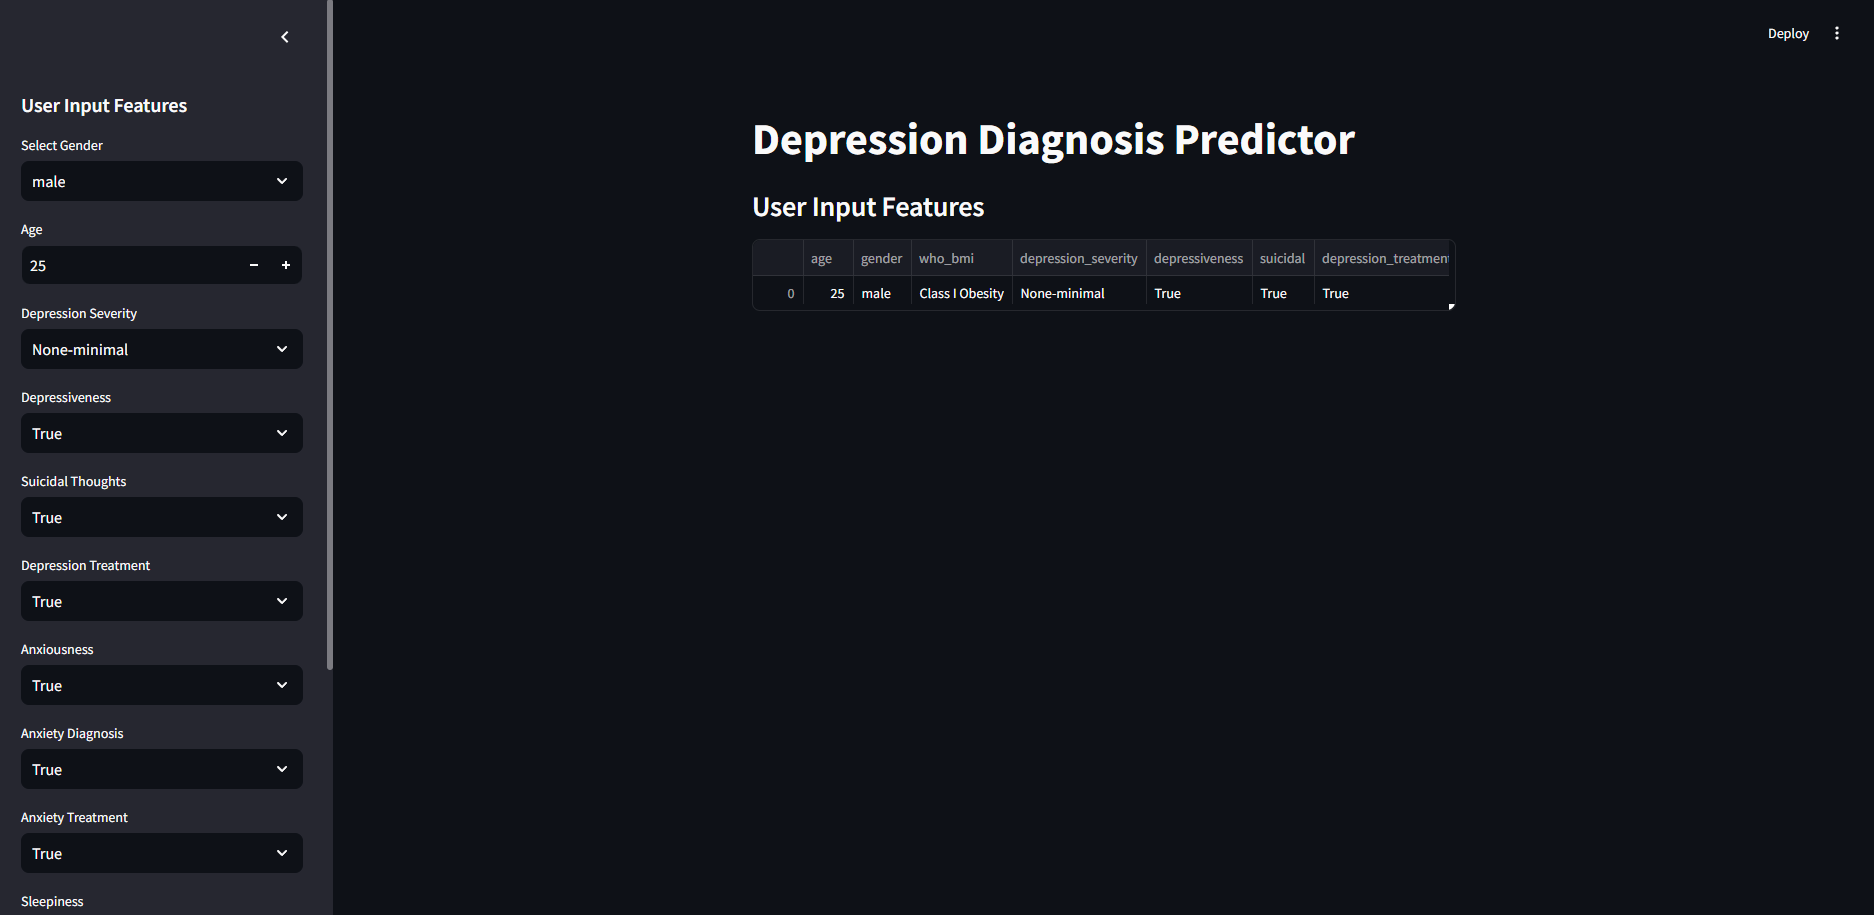 Deploy
User Input Features
Select Gender
male
Age
25
Depression Severity
None-minimal
Depressiveness
True
Suicidal Thoughts
True
Depression Treatment
True
Anxiousness
True
Anxiety Diagnosis
True
Anxiety Treatment
True
Sleepiness
Depression Diagnosis Predictor
User Input Features
age gender who_bmi depression_severity depressiveness suicidal depression_treatment
0 25 male Class I Obesity None-minimal True True True